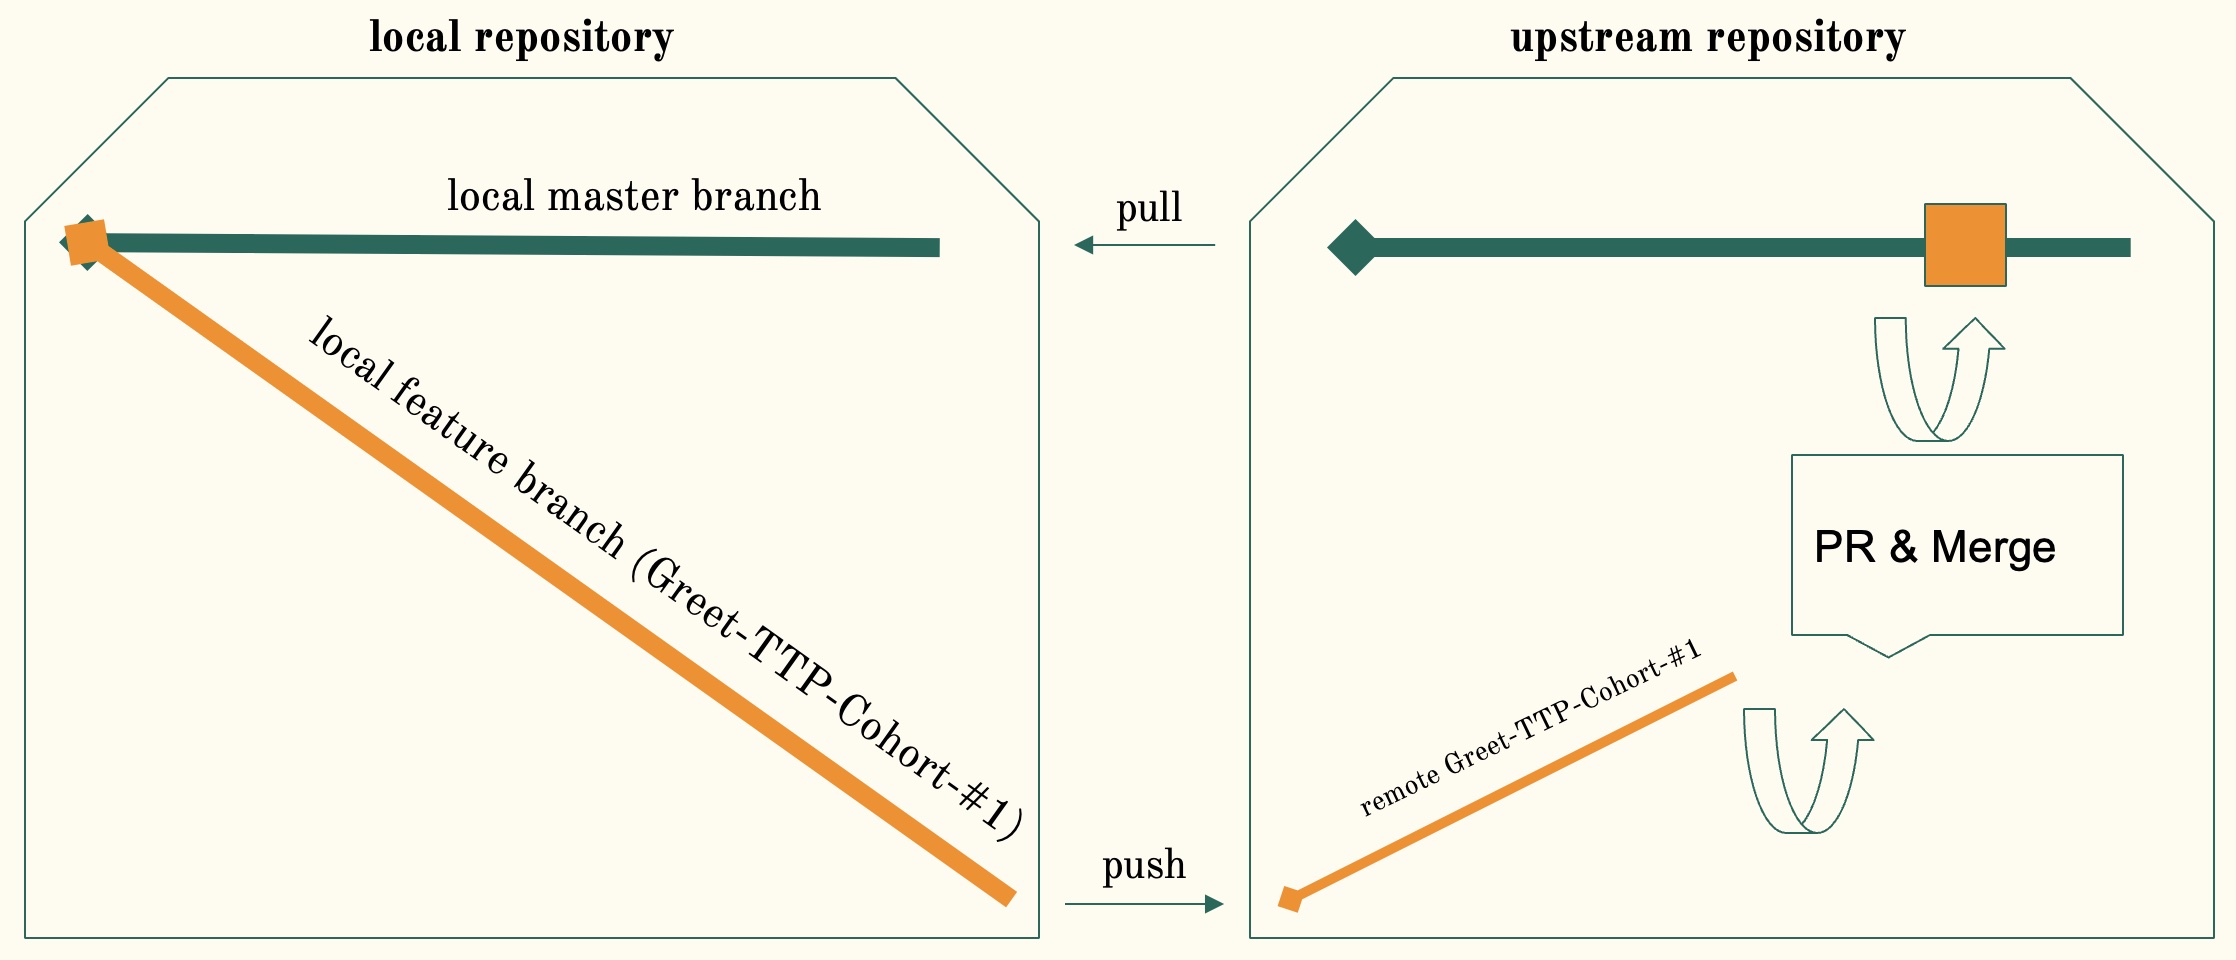 local repository
upstream repository
local master branch
pull
local feature branch (Greet-TTP-Cohort-#1)
PR & Merge
remote Greet-TTP-Cohort-#1
push